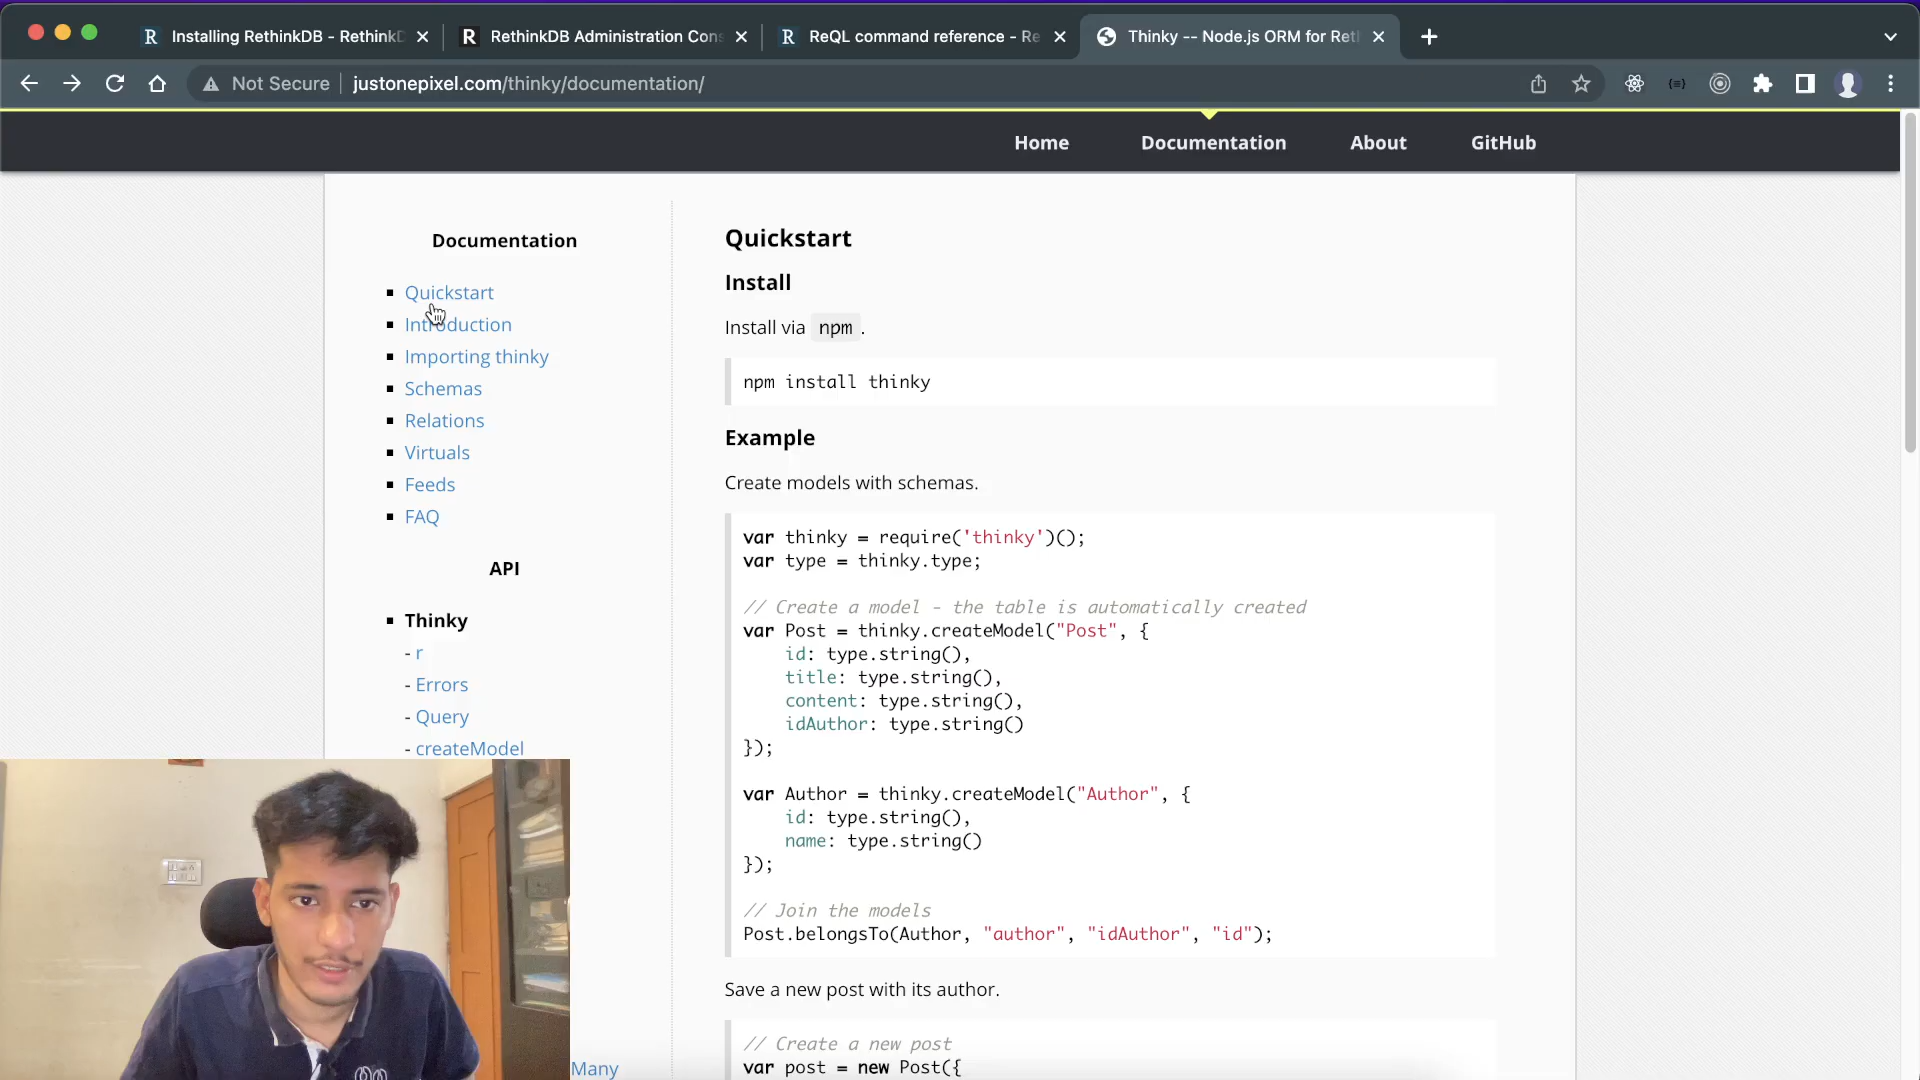 Installing RethinkDB - RethinkD
RethinkDB Administration Cons
ReQL command reference - Re
Thinky -- Node.js ORM for Reth
Not Secure
justonepixel.com/thinky/documentation/
Home
Documentation
About
GitHub
Documentation
Quickstart
Introduction
Importing thinky
Schemas
Relations
Virtuals
Feeds
FAQ
API
Thinky
- r
- Errors
- Query
- createModel
Many
Quickstart
Install
Install via npm .
npm install thinky
Example
Create models with schemas.
var thinky = require('thinky')();
var type = thinky.type;
// Create a model - the table is automatically created
var Post = thinky.createModel("Post", {
id: type.string(),
title: type.string(),
content: type.string(),
idAuthor: type.string()
});
var Author = thinky.createModel("Author", {
id: type.string(),
name: type.string()
});
// Join the models
Post.belongsTo(Author, "author", "idAuthor", "id");
Save a new post with its author.
// Create a new post
var post = new Post({